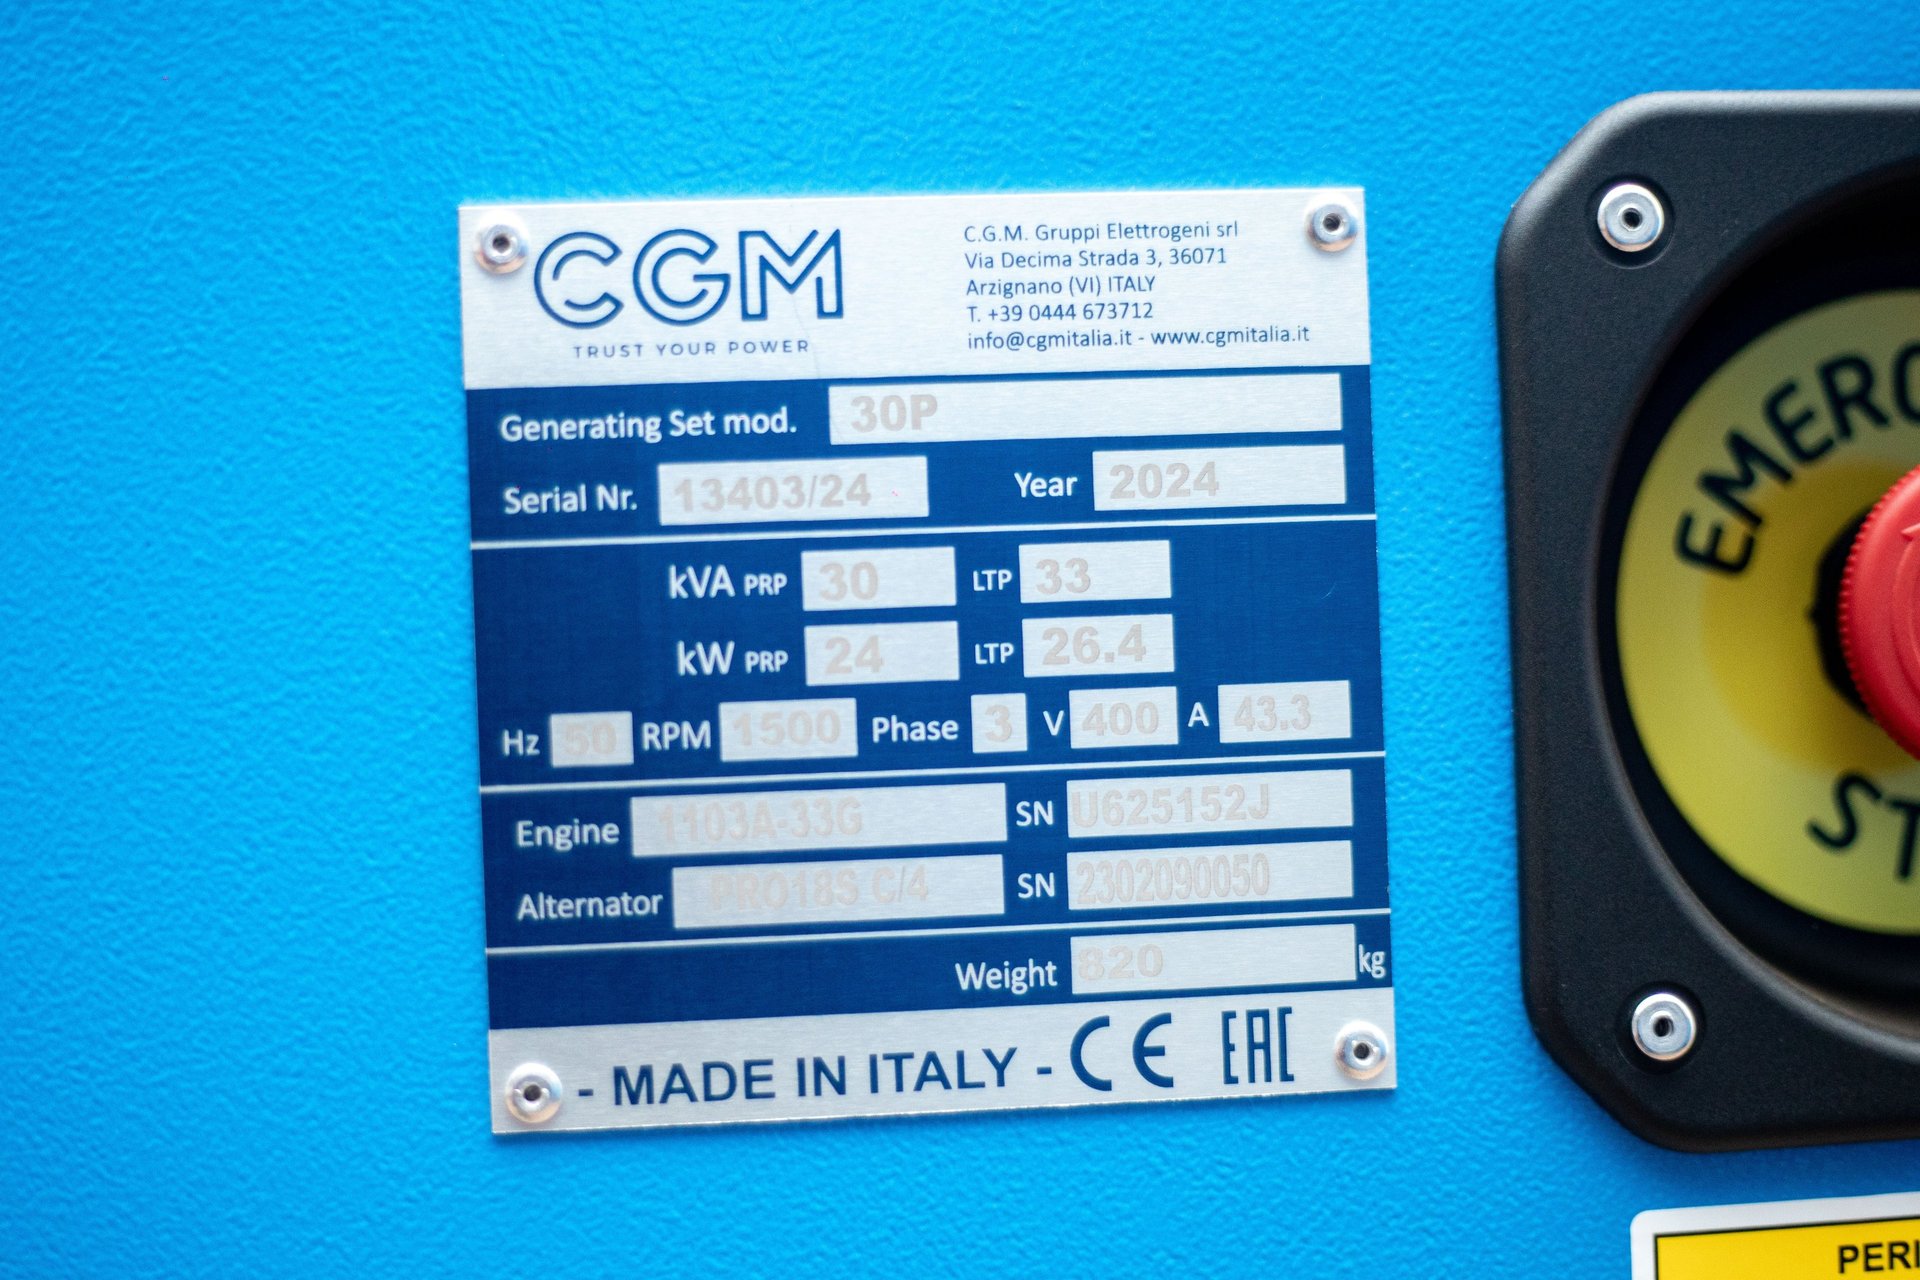 CGM
TRUST YOUR POWER
C.G.M. Gruppi Elettrogeni srl
Via Decima Strada 3, 36071
Arzignano (VI) ITALY
T. +39 0444 673712
info@cgmitalia.it - www.cgmitalia.it
Generating Set mod. 30P
Serial Nr. 13403/24 Year 2024
kVA PRP 30 LTP 33
kW PRP 24 LTP 26.4
Hz 50 RPM 1500 Phase 3 V 400 A 43.3
Engine 1103A-33G SN U625152J
Alternator PRO18S C/4 SN 2302090050
Weight 820 kg
- MADE IN ITALY - CE EAC